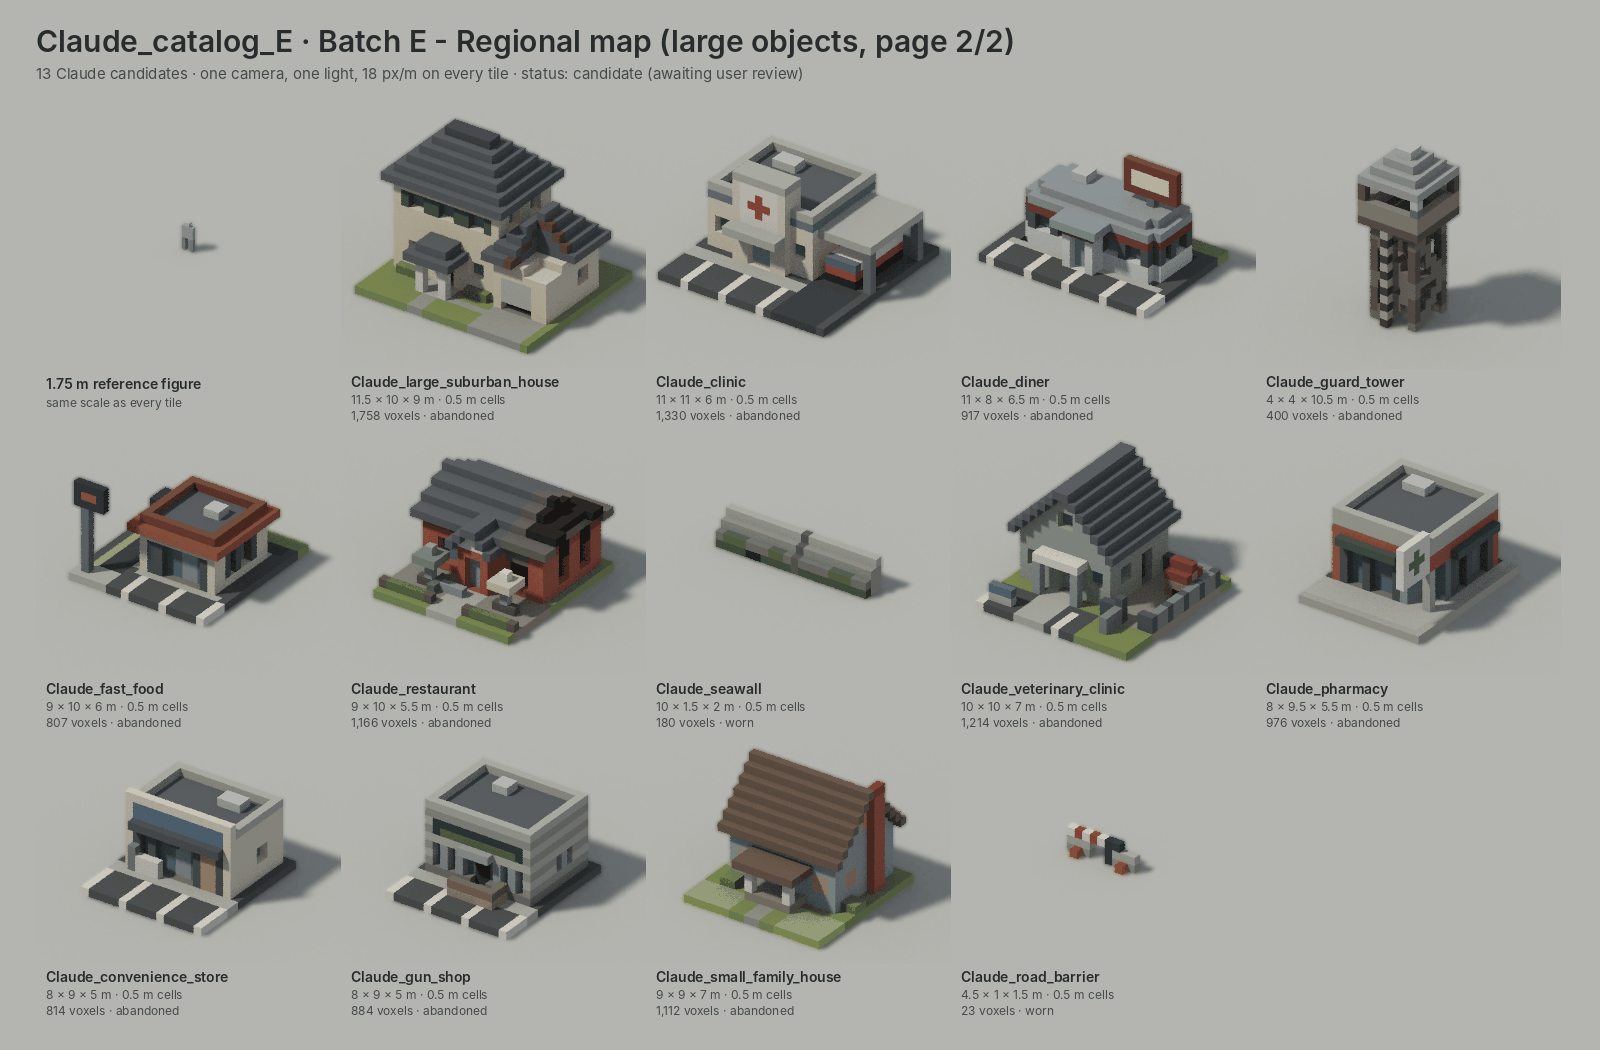 Claude_catalog_E · Batch E - Regional map (large objects, page 2/2)
13 Claude candidates · one camera, one light, 18 px/m on every tile · status: candidate (awaiting user review)
1.75 m reference figure
same scale as every tile
Claude_large_suburban_house
11.5 × 10 × 9 m · 0.5 m cells
1,758 voxels · abandoned
Claude_clinic
11 × 11 × 6 m · 0.5 m cells
1,330 voxels · abandoned
Claude_diner
11 × 8 × 6.5 m · 0.5 m cells
917 voxels · abandoned
Claude_guard_tower
4 × 4 × 10.5 m · 0.5 m cells
400 voxels · abandoned
Claude_fast_food
9 × 10 × 6 m · 0.5 m cells
807 voxels · abandoned
Claude_restaurant
9 × 10 × 5.5 m · 0.5 m cells
1,166 voxels · abandoned
Claude_seawall
10 × 1.5 × 2 m · 0.5 m cells
180 voxels · worn
Claude_veterinary_clinic
10 × 10 × 7 m · 0.5 m cells
1,214 voxels · abandoned
Claude_pharmacy
8 × 9.5 × 5.5 m · 0.5 m cells
976 voxels · abandoned
Claude_convenience_store
8 × 9 × 5 m · 0.5 m cells
814 voxels · abandoned
Claude_gun_shop
8 × 9 × 5 m · 0.5 m cells
884 voxels · abandoned
Claude_small_family_house
9 × 9 × 7 m · 0.5 m cells
1,112 voxels · abandoned
Claude_road_barrier
4.5 × 1 × 1.5 m · 0.5 m cells
23 voxels · worn